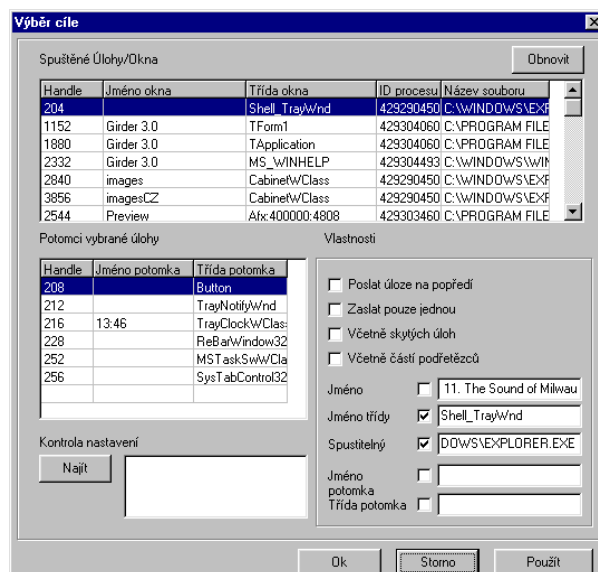 Výběr cíle
Spuštěné Úlohy/Okna
Obnovit
Handle Jméno okna Třída okna ID procesu Název souboru
204 Shell_TrayWnd 429290450 C:\WINDOWS\EXP
1152 Girder 3.0 TForm1 429304060 C:\PROGRAM FILE
1880 Girder 3.0 TApplication 429304060 C:\PROGRAM FILE
2332 Girder 3.0 MS_WINHELP 429304493 C:\WINDOWS\WIN
2840 images CabinetWClass 429290450 C:\WINDOWS\EXP
3856 imagesCZ CabinetWClass 429290450 C:\WINDOWS\EXP
2544 Preview Afx:400000:4808 429303460 C:\PROGRAM FILE
Potomci vybrané úlohy
Handle Jméno potomka Třída potomka
208 Button
212 TrayNotifyWnd
216 13:46 TrayClockWClas
228 ReBarWindow32
252 MSTaskSwWCla
256 SysTabControl32
Kontrola nastavení
Najít
Vlastnosti
Poslat úloze na popředí
Zaslat pouze jednou
Včetně skytých úloh
Včetně částí podřetězců
Jméno 11. The Sound of Milwau
Jméno třídy Shell_TrayWnd
Spustitelný DOWS\EXPLORER.EXE
Jméno
potomka
Třída potomka
Ok Storno Použít